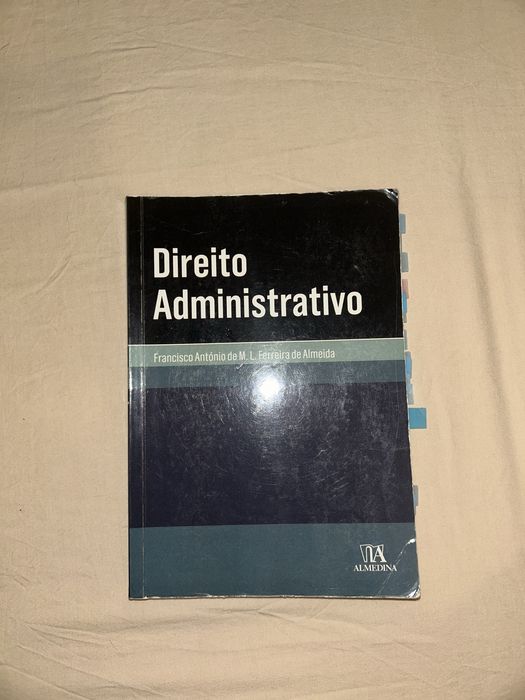 Direito
Administrativo
Francisco António de M. L. Ferreira de Almeida
ALMEDINA